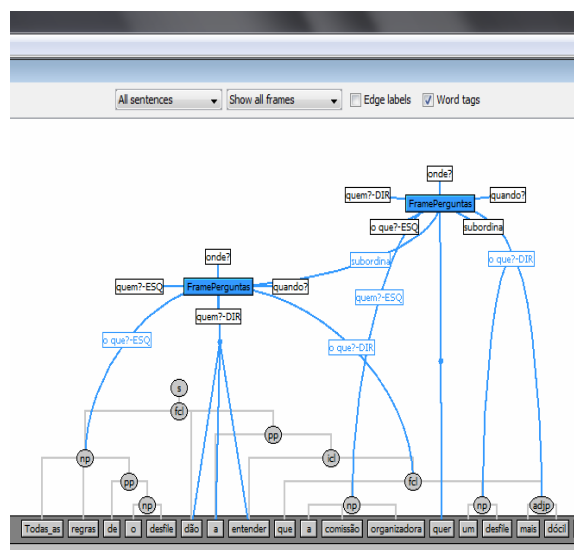 All sentences Show all frames Edge labels Word tags
onde?
quem?-DIR quando?
FramePerguntas
o que?-ESQ subordina
onde?
subordina o que?-DIR
quem?-ESQ FramePerguntas quando?
quem?-ESQ
quem?-DIR
o que?-ESQ o que?-DIR
s
fcl
pp
np icl
pp fcl
np np np adjp
Todas_as regras de o desfile dão a entender que a comissão organizadora quer um desfile mais dócil